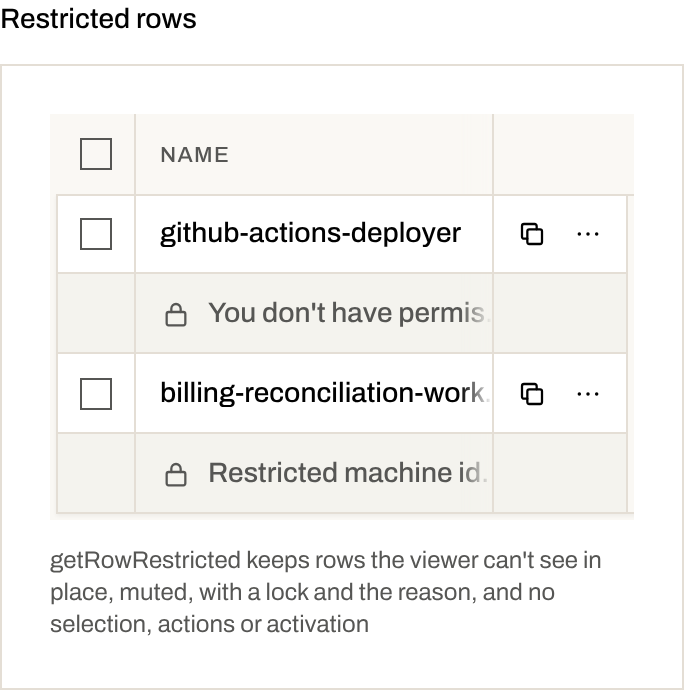 Restricted rows
NAME
github-actions-deployer
You don't have permis.
billing-reconciliation-work.
Restricted machine id.
getRowRestricted keeps rows the viewer can't see in
place, muted, with a lock and the reason, and no
selection, actions or activation